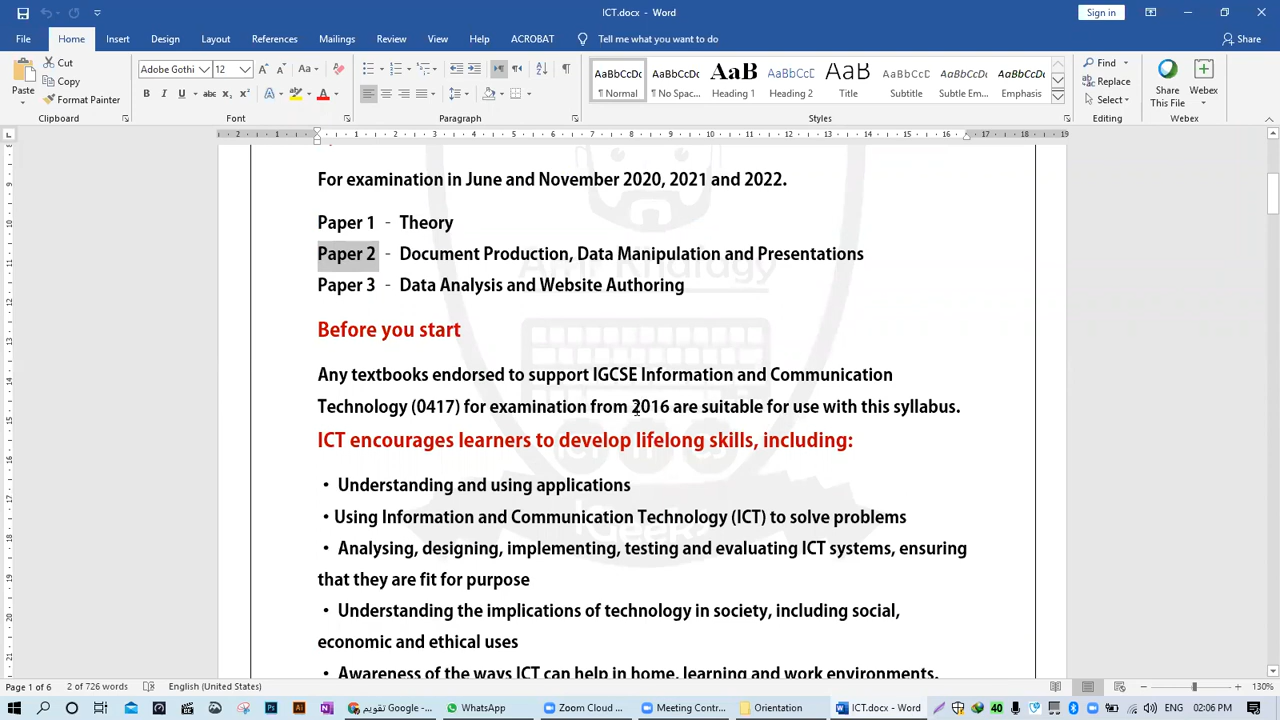 ICT.docx - Word
Sign in
File Home Insert Design Layout References Mailings Review View Help ACROBAT Tell me what you want to do Share
Cut
Copy
Format Painter
Paste
Clipboard
Adobe Gothi 12
Font
Paragraph
AaBbCcDc AaBbCcDc AaB AaBbCcDc AaB AaBbCcD AaBbCcDc AaBbCcDc
¶ Normal ¶ No Spac... Heading 1 Heading 2 Title Subtitle Subtle Em... Emphasis
Styles
Find
Replace
Select
Editing
Share This File
Webex
Webex
For examination in June and November 2020, 2021 and 2022.
Paper 1 - Theory
Paper 2 - Document Production, Data Manipulation and Presentations
Paper 3 - Data Analysis and Website Authoring
Before you start
Any textbooks endorsed to support IGCSE Information and Communication
Technology (0417) for examination from 2016 are suitable for use with this syllabus.
ICT encourages learners to develop lifelong skills, including:
• Understanding and using applications
• Using Information and Communication Technology (ICT) to solve problems
• Analysing, designing, implementing, testing and evaluating ICT systems, ensuring
that they are fit for purpose
• Understanding the implications of technology in society, including social,
economic and ethical uses
• Awareness of the ways ICT can help in home, learning and work environments.
Page 1 of 6 2 of 726 words English (United States) 130%
تقويم Google -... WhatsApp Zoom Cloud ... Meeting Contr... Orientation ICT.docx - Word 40 ENG 02:06 PM